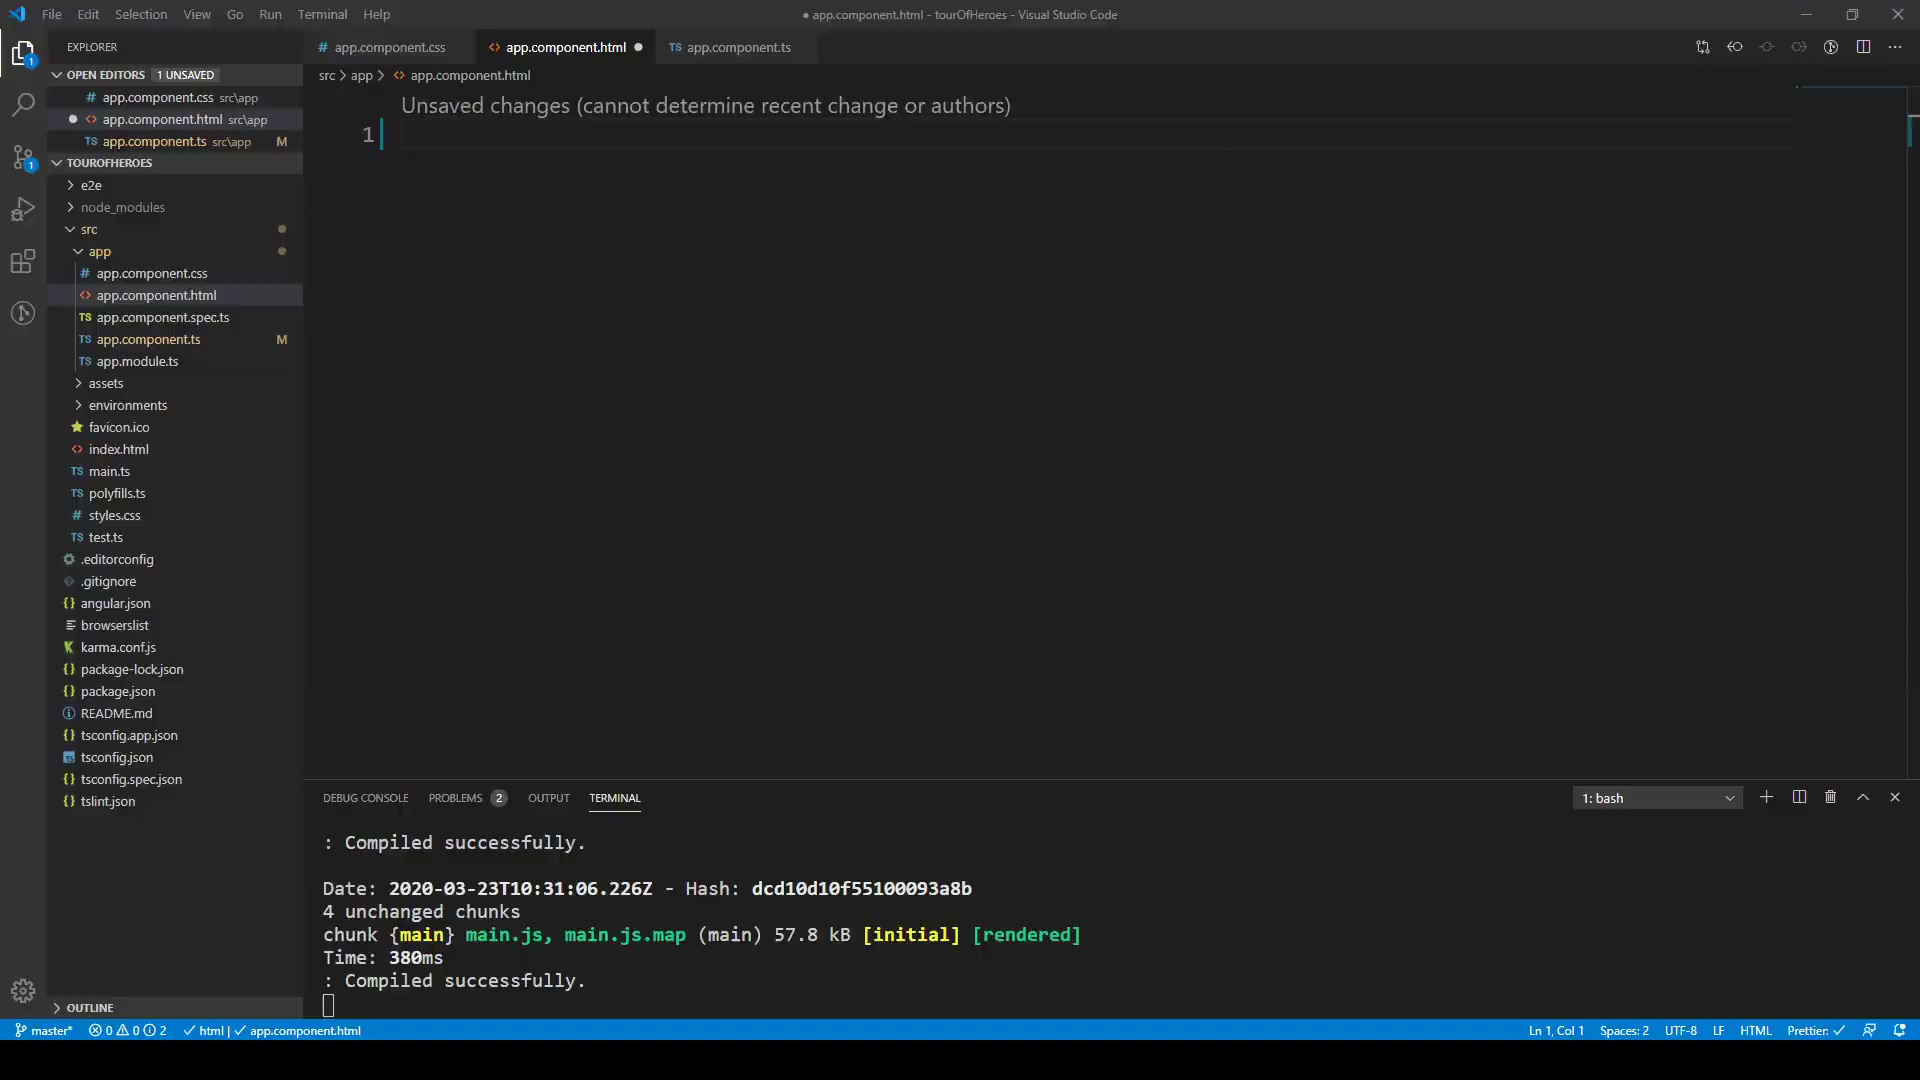 File Edit Selection View Go Run Terminal Help
● app.component.html - tourOfHeroes - Visual Studio Code
EXPLORER
OPEN EDITORS 1 UNSAVED
# app.component.css src\app
app.component.html src\app
TS app.component.ts src\app M
TOUROFHEROES
e2e
node_modules
src
app
# app.component.css
app.component.html
TS app.component.spec.ts
TS app.component.ts M
TS app.module.ts
assets
environments
favicon.ico
index.html
TS main.ts
TS polyfills.ts
# styles.css
TS test.ts
.editorconfig
.gitignore
{} angular.json
browserslist
karma.conf.js
{} package-lock.json
{} package.json
README.md
{} tsconfig.app.json
tsconfig.json
{} tsconfig.spec.json
{} tslint.json
OUTLINE
# app.component.css
app.component.html
TS app.component.ts
src > app > app.component.html
Unsaved changes (cannot determine recent change or authors)
1
DEBUG CONSOLE PROBLEMS 2 OUTPUT TERMINAL
1: bash
: Compiled successfully.
Date: 2020-03-23T10:31:06.226Z - Hash: dcd10d10f55100093a8b
4 unchanged chunks
chunk {main} main.js, main.js.map (main) 57.8 kB [initial] [rendered]
Time: 380ms
: Compiled successfully.
master* 0 0 2 html | app.component.html
Ln 1, Col 1 Spaces: 2 UTF-8 LF HTML Prettier: ✓